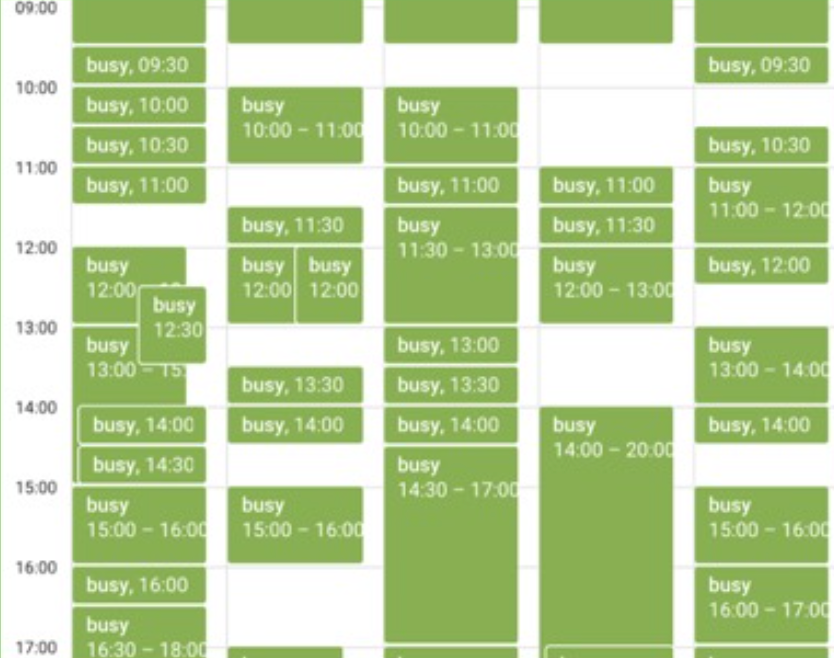 09:00
busy, 09:30
busy, 09:30
10:00
busy, 10:00
busy
10:00 – 11:00
busy
10:00 – 11:00
busy, 10:30
busy, 10:30
11:00
busy, 11:00
busy, 11:00
busy, 11:00
busy
11:00 – 12:00
busy, 11:30
busy
11:30 – 13:00
busy, 11:30
12:00
busy
12:00
busy
12:00
busy
12:00
busy
12:00 – 13:00
busy, 12:00
busy
12:30
13:00
busy
13:00 – 15:
busy, 13:00
busy
13:00 – 14:00
busy, 13:30
busy, 13:30
14:00
busy, 14:00
busy, 14:00
busy, 14:00
busy
14:00 – 20:00
busy, 14:00
busy, 14:30
busy
14:30 – 17:00
15:00
busy
15:00 – 16:00
busy
15:00 – 16:00
busy
15:00 – 16:00
16:00
busy, 16:00
busy
16:00 – 17:00
busy
16:30 – 18:00
17:00